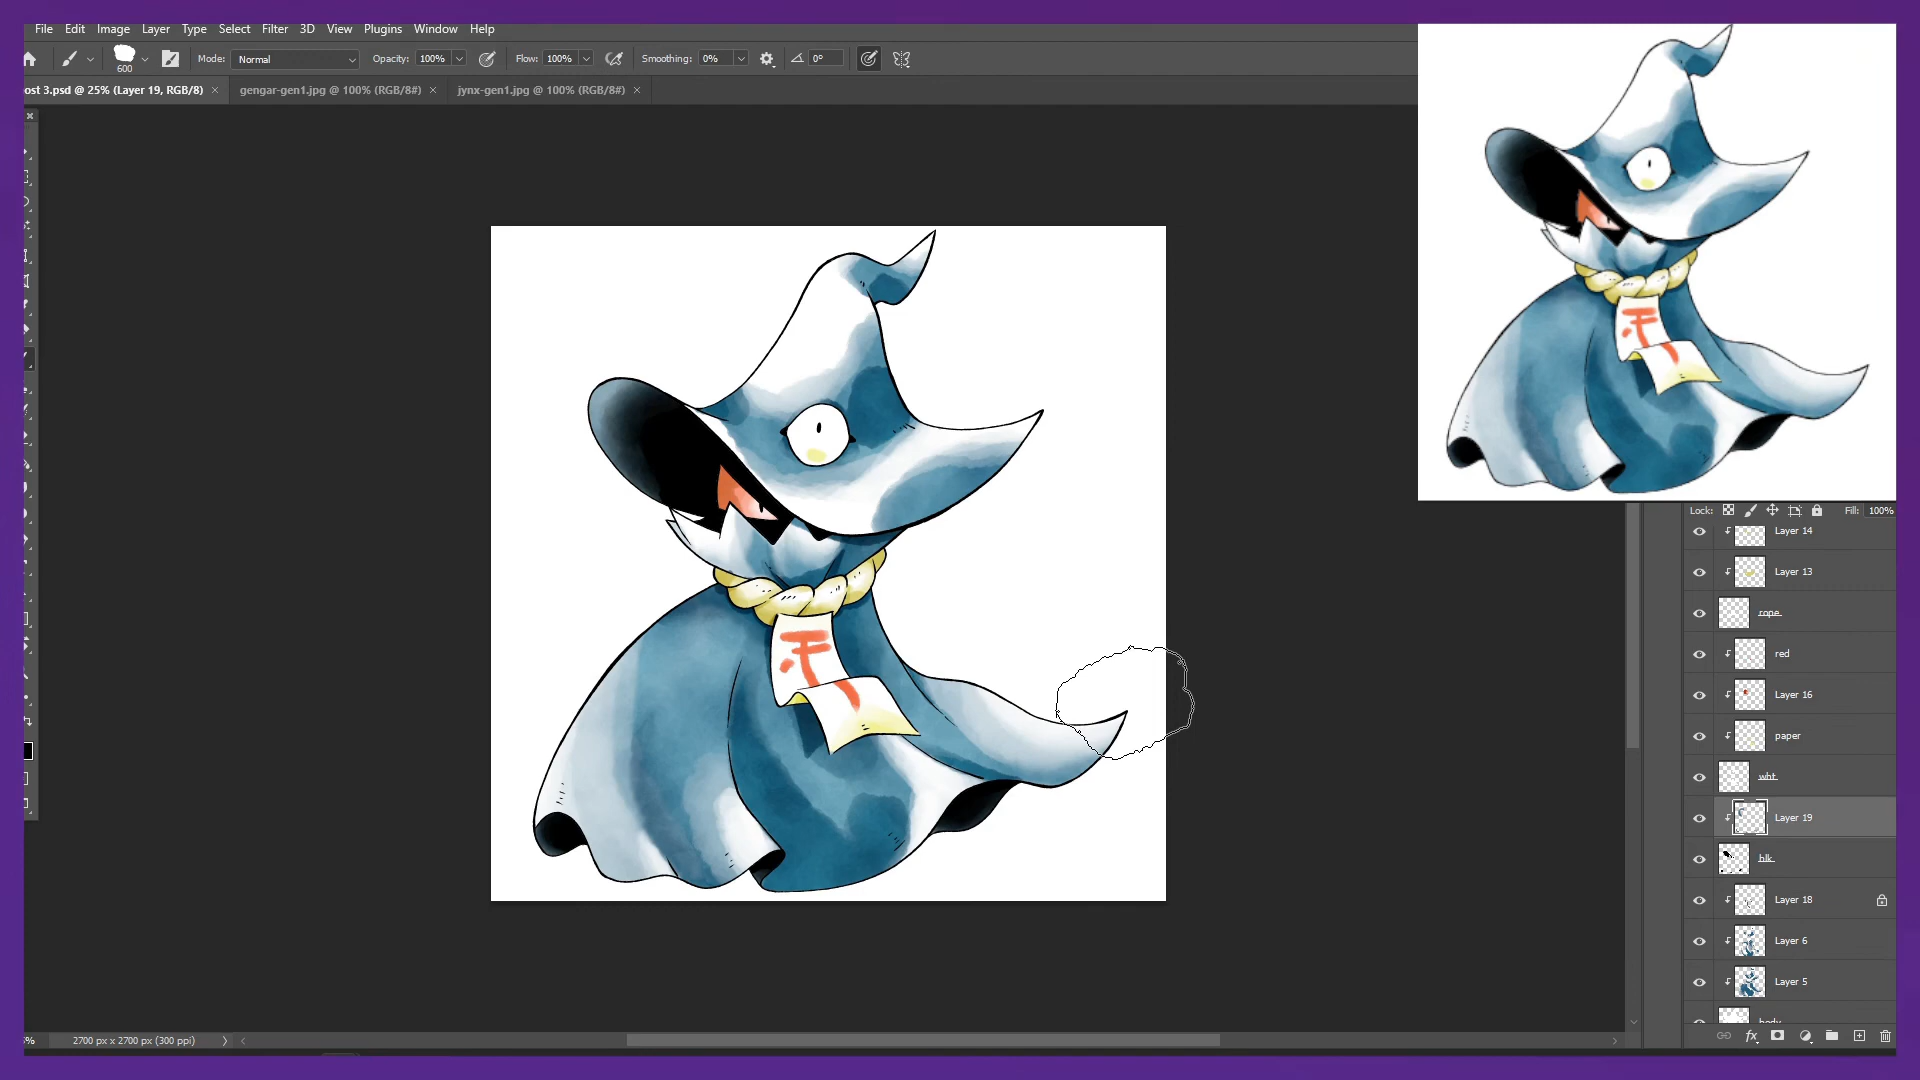 File Edit Image Layer Type Select Filter 3D View Plugins Window Help
600 Mode: Normal Opacity: 100% Flow: 100% Smoothing: 0% 0°
ost 3.psd @ 25% (Layer 19, RGB/8) × gengar-gen1.jpg @ 100% (RGB/8#) × jynx-gen1.jpg @ 100% (RGB/8#) ×
Lock: Fill: 100%
Layer 14
Layer 13
rope
red
Layer 16
paper
wht
Layer 19
blk
Layer 18
Layer 6
Layer 5
body
2700 px x 2700 px (300 ppi)